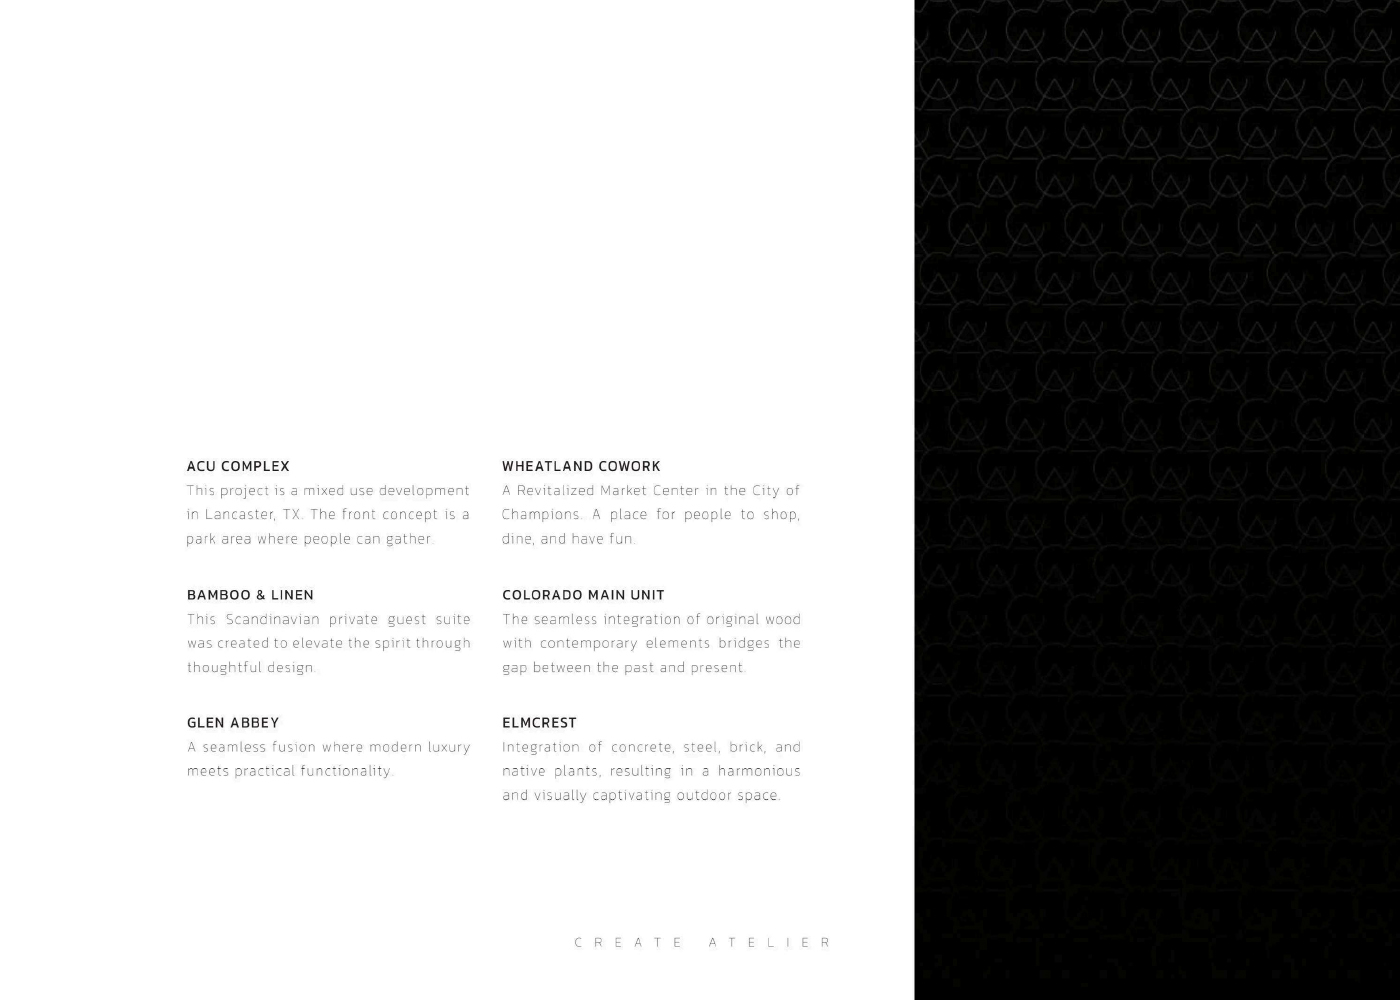 ACU COMPLEX
This project is a mixed use development
in Lancaster, TX. The front concept is a
park area where people can gather.
BAMBOO & LINEN
This Scandinavian private guest suite
was created to elevate the spirit through
thoughtful design.
GLEN ABBEY
A seamless fusion where modern luxury
meets practical functionality.
WHEATLAND COWORK
A Revitalized Market Center in the City of
Champions. A place for people to shop,
dine, and have fun.
COLORADO MAIN UNIT
The seamless integration of original wood
with contemporary elements bridges the
gap between the past and present.
ELMCREST
Integration of concrete, steel, brick, and
native plants, resulting in a harmonious
and visually captivating outdoor space.
CREATE ATELIER